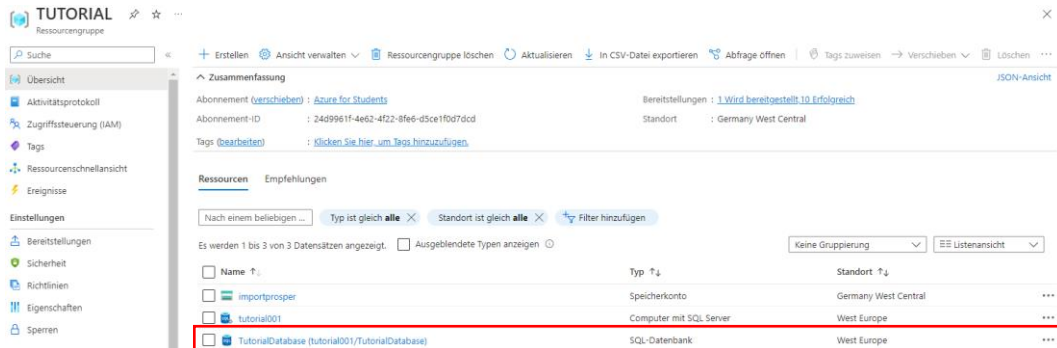 TUTORIAL
Ressourcengruppe
Suche
Erstellen Ansicht verwalten Ressourcengruppe löschen Aktualisieren In CSV-Datei exportieren Abfrage öffnen Tags zuweisen Verschieben Löschen
Übersicht
Zusammenfassung JSON-Ansicht
Aktivitätsprotokoll
Abonnement (verschieben) : Azure for Students Bereitstellungen : 1 Wird bereitgestellt,10 Erfolgreich
Zugriffssteuerung (IAM)
Abonnement-ID : 24d9961f-4e62-4f22-8fe6-d5ce1f0d7dcd Standort : Germany West Central
Tags
Tags (bearbeiten) : Klicken Sie hier, um Tags hinzuzufügen.
Ressourcenschnellansicht
Ressourcen Empfehlungen
Ereignisse
Einstellungen
Nach einem beliebigen ... Typ ist gleich alle Standort ist gleich alle Filter hinzufügen
Bereitstellungen
Es werden 1 bis 3 von 3 Datensätzen angezeigt. Ausgeblendete Typen anzeigen Keine Gruppierung Listenansicht
Sicherheit
Name Typ Standort
Richtlinien
importprosper Speicherkonto Germany West Central
Eigenschaften
tutorial001 Computer mit SQL Server West Europe
Sperren
TutorialDatabase (tutorial001/TutorialDatabase) SQL-Datenbank West Europe